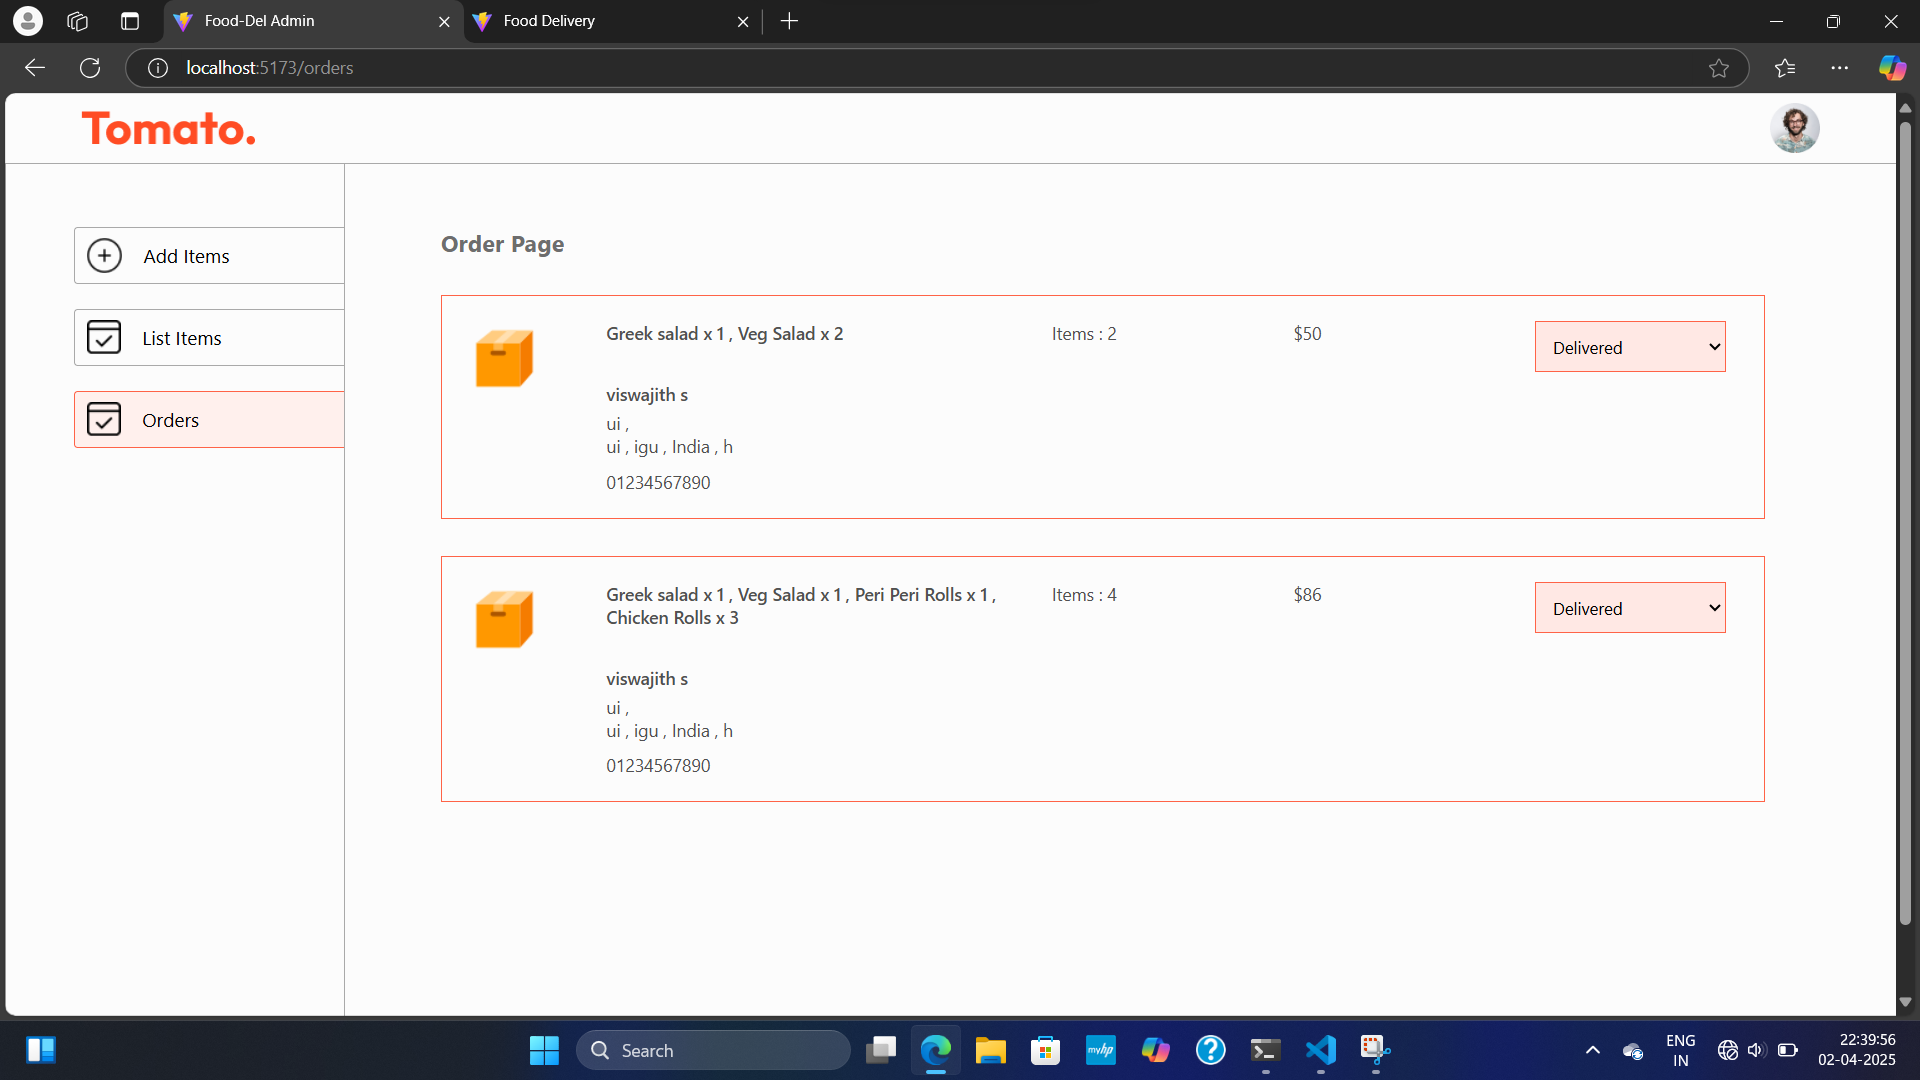 Food-Del Admin
Food Delivery
localhost:5173/orders
Tomato.
Add Items
List Items
Orders
Order Page
Greek salad x 1 , Veg Salad x 2
Items : 2
$50
Delivered
viswajith s
ui ,
ui , igu , India , h
01234567890
Greek salad x 1 , Veg Salad x 1 , Peri Peri Rolls x 1 ,
Chicken Rolls x 3
Items : 4
$86
Delivered
viswajith s
ui ,
ui , igu , India , h
01234567890
Search
myhp
ENG
IN
22:39:56
02-04-2025